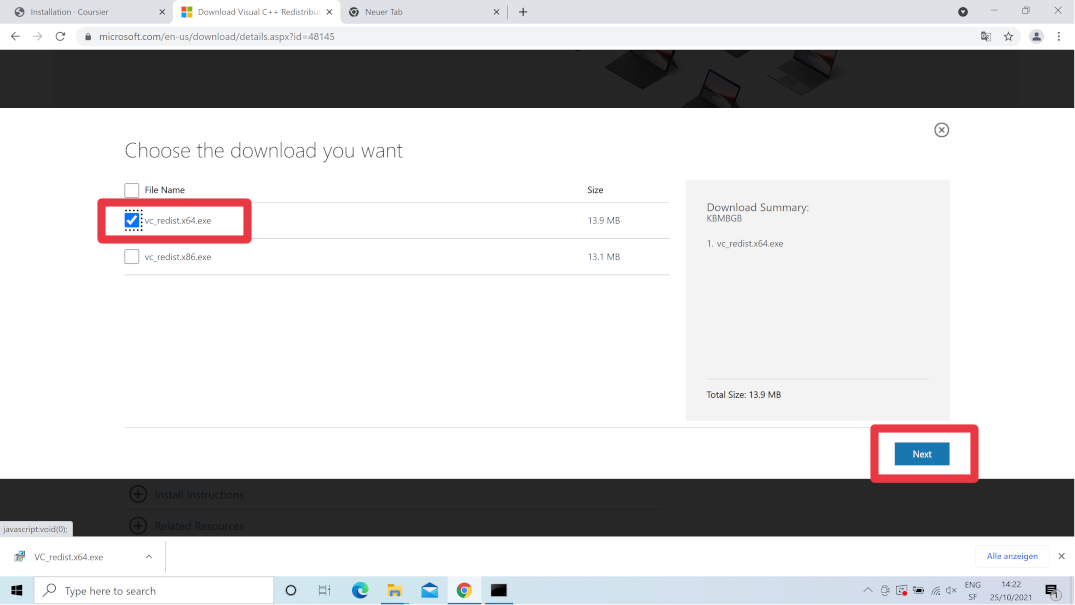 Installation · Coursier
Download Visual C++ Redistribu
Neuer Tab
microsoft.com/en-us/download/details.aspx?id=48145
Choose the download you want
File Name Size
vc_redist.x64.exe 13.9 MB
vc_redist.x86.exe 13.1 MB
Download Summary:
KBMBGB
1. vc_redist.x64.exe
Total Size: 13.9 MB
Next
Install Instructions
Related Resources
javascript:void(0);
VC_redist.x64.exe
Alle anzeigen
Type here to search
ENG
SF
14:22
25/10/2021
1